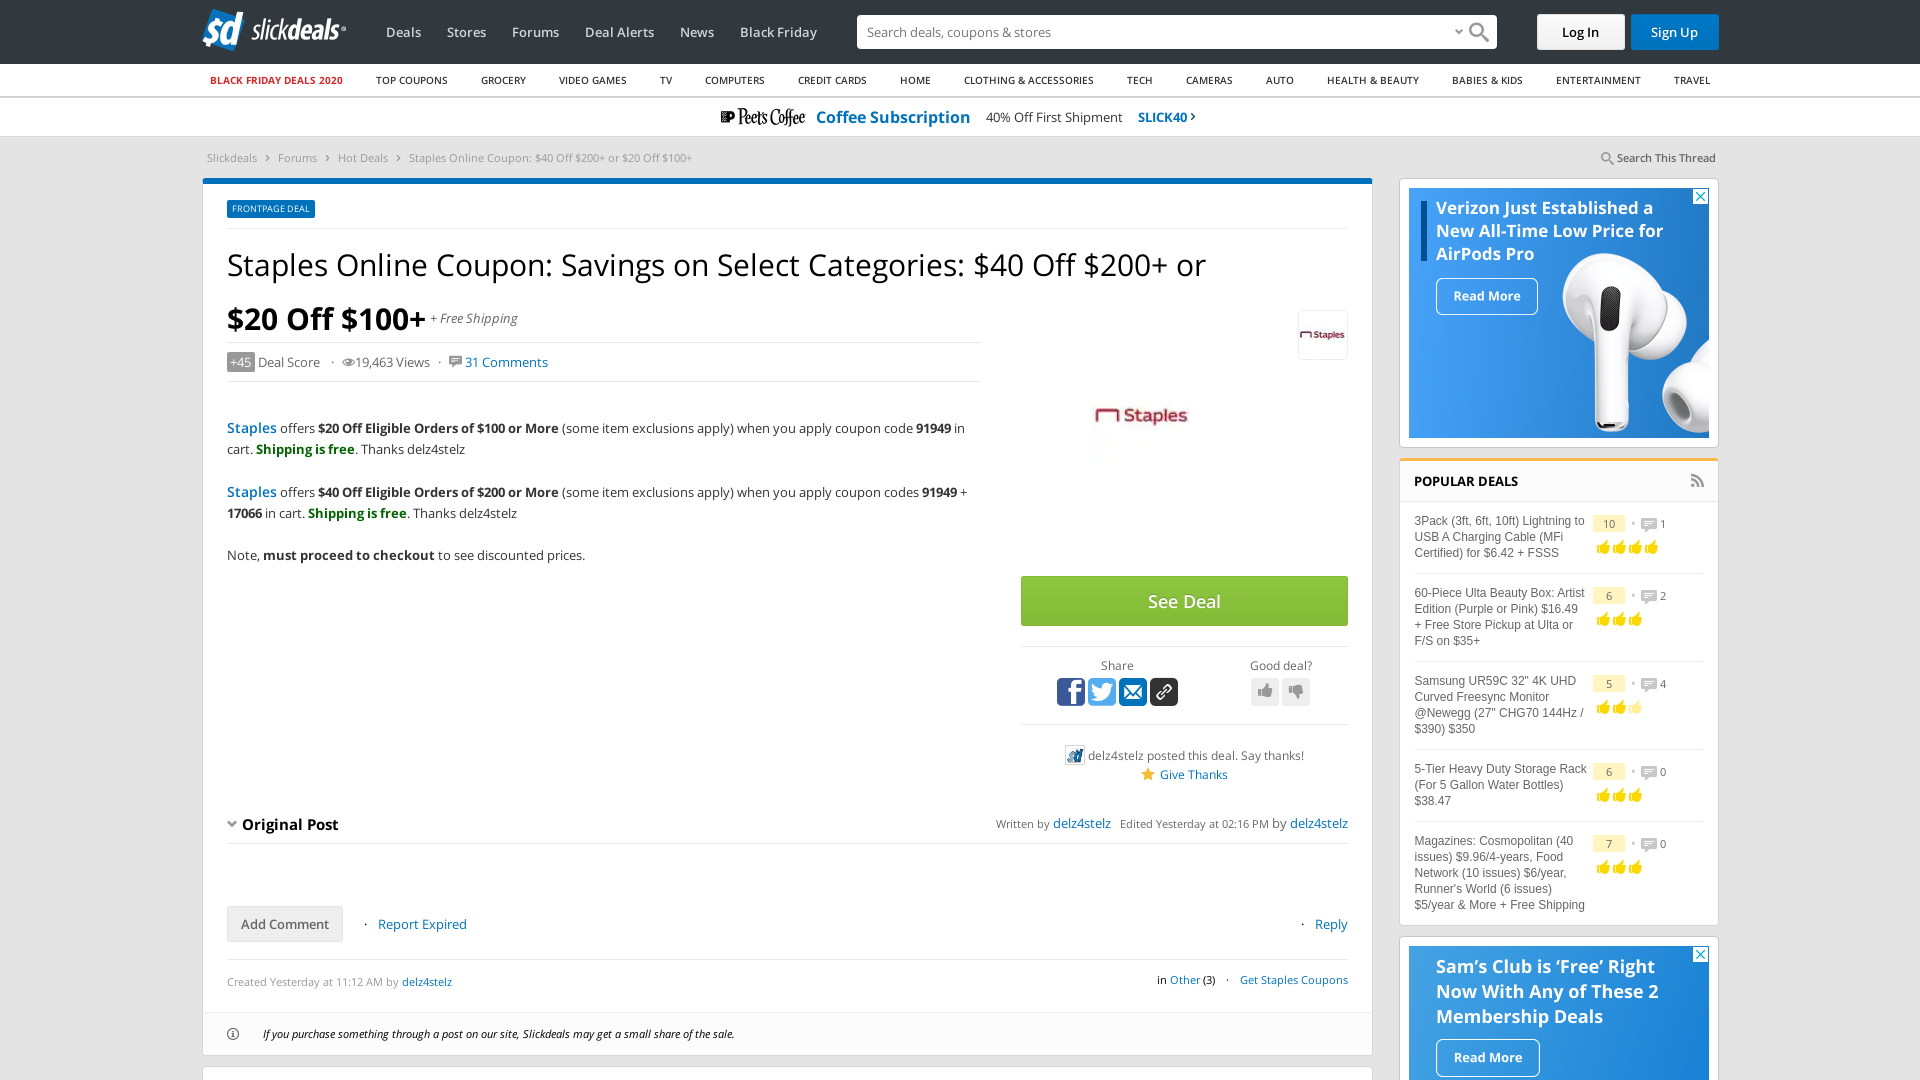 slickdeals
Deals
Stores
Forums
Deal Alerts
News
Black Friday
Search deals, coupons & stores
Log In
Sign Up
BLACK FRIDAY DEALS 2020
TOP COUPONS
GROCERY
VIDEO GAMES
TV
COMPUTERS
CREDIT CARDS
HOME
CLOTHING & ACCESSORIES
TECH
CAMERAS
AUTO
HEALTH & BEAUTY
BABIES & KIDS
ENTERTAINMENT
TRAVEL
Peet's Coffee Coffee Subscription 40% Off First Shipment SLICK40 ›
Slickdeals › Forums › Hot Deals › Staples Online Coupon: $40 Off $200+ or $20 Off $100+
Search This Thread
FRONTPAGE DEAL
Staples Online Coupon: Savings on Select Categories: $40 Off $200+ or
$20 Off $100+ + Free Shipping
+45 Deal Score · 19,463 Views · 31 Comments
Staples
Staples
Staples offers $20 Off Eligible Orders of $100 or More (some item exclusions apply) when you apply coupon code 91949 in
cart. Shipping is free. Thanks delz4stelz
Staples offers $40 Off Eligible Orders of $200 or More (some item exclusions apply) when you apply coupon codes 91949 +
17066 in cart. Shipping is free. Thanks delz4stelz
Note, must proceed to checkout to see discounted prices.
See Deal
Share
Good deal?
delz4stelz posted this deal. Say thanks!
Give Thanks
Original Post
Written by delz4stelz Edited Yesterday at 02:16 PM by delz4stelz
Add Comment
· Report Expired
· Reply
Created Yesterday at 11:12 AM by delz4stelz
in Other (3) · Get Staples Coupons
If you purchase something through a post on our site, Slickdeals may get a small share of the sale.
Verizon Just Established a
New All-Time Low Price for
AirPods Pro
Read More
POPULAR DEALS
3Pack (3ft, 6ft, 10ft) Lightning to
USB A Charging Cable (MFi
Certified) for $6.42 + FSSS
10 • 1
60-Piece Ulta Beauty Box: Artist
Edition (Purple or Pink) $16.49
+ Free Store Pickup at Ulta or
F/S on $35+
6 • 2
Samsung UR59C 32" 4K UHD
Curved Freesync Monitor
@Newegg (27" CHG70 144Hz /
$390) $350
5 • 4
5-Tier Heavy Duty Storage Rack
(For 5 Gallon Water Bottles)
$38.47
6 • 0
Magazines: Cosmopolitan (40
issues) $9.96/4-years, Food
Network (10 issues) $6/year,
Runner's World (6 issues)
$5/year & More + Free Shipping
7 • 0
Sam's Club is ‘Free’ Right
Now With Any of These 2
Membership Deals
Read More